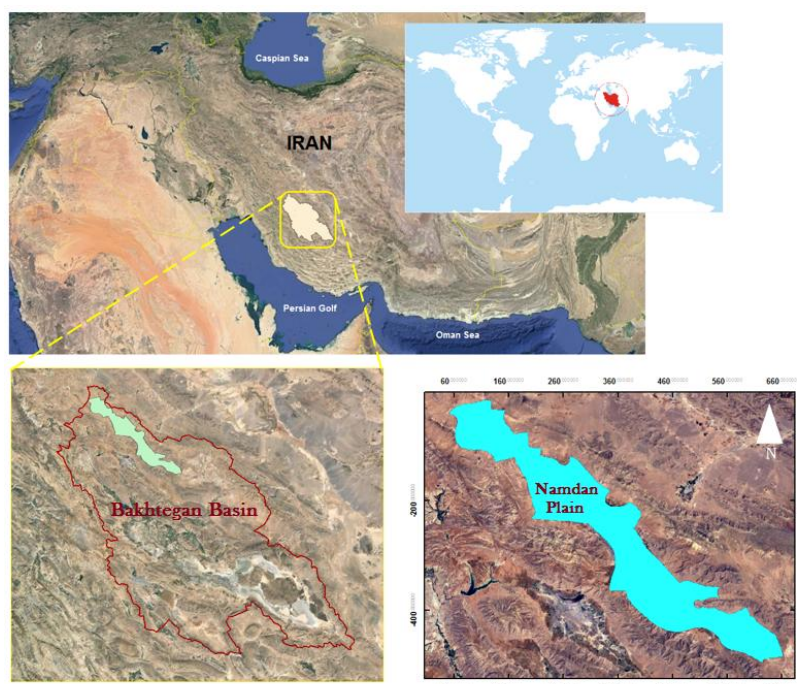 Caspian Sea
IRAN
Persian Golf
Oman Sea
Bakhtegan Basin
60
160
260
360
460
560
660
N
Namdan
Plain
-200
-400